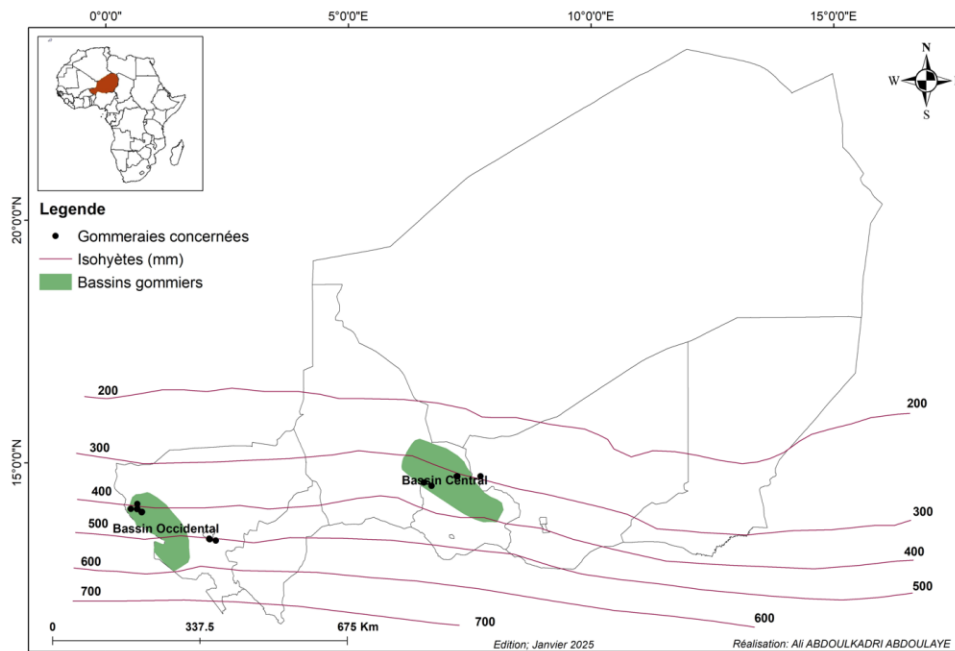 0°0'0" 5°0'0"E 10°0'0"E 15°0'0"E
N
W
S
20°0'0"N
15°0'0"N
Legende
Gommeraies concernées
Isohyètes (mm)
Bassins gommiers
200 200
300 300
400 400
500 500
600 600
700 700
Bassin Central
Bassin Occidental
0 337.5 675 Km
Edition; Janvier 2025
Réalisation: Ali ABDOULKADRI ABDOULAYE